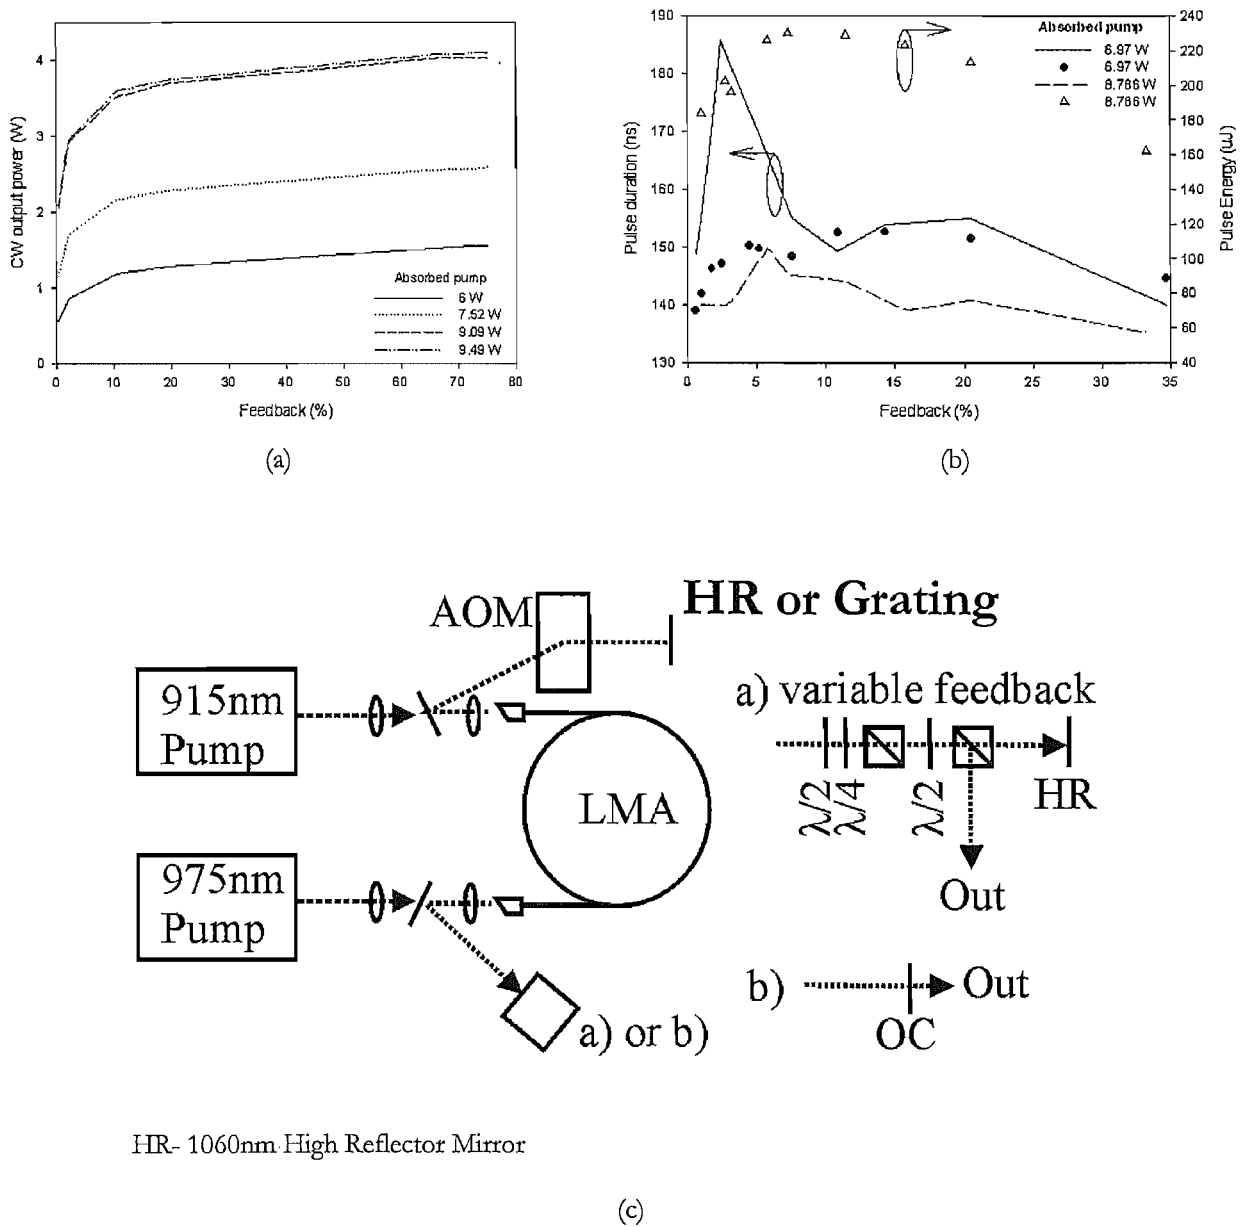 CW output power (W)
4
3
2
1
0
0 10 20 30 40 50 60 70 80
Feedback (%)
Absorbed pump
6 W
7.52 W
9.09 W
9.49 W
(a)
Pulse duration (ns)
190
180
170
160
150
140
130
0 5 10 15 20 25 30 35
Feedback (%)
Absorbed pump
6.97 W
6.97 W
8.786 W
8.786 W
240
220
200
180
160
140
120
100
80
60
40
Pulse Energy (uJ)
(b)
AOM
HR or Grating
915nm
Pump
LMA
975nm
Pump
a) or b)
a) variable feedback
λ/2
λ/4
λ/2
HR
Out
b)
Out
OC
HR- 1060nm High Reflector Mirror
(c)